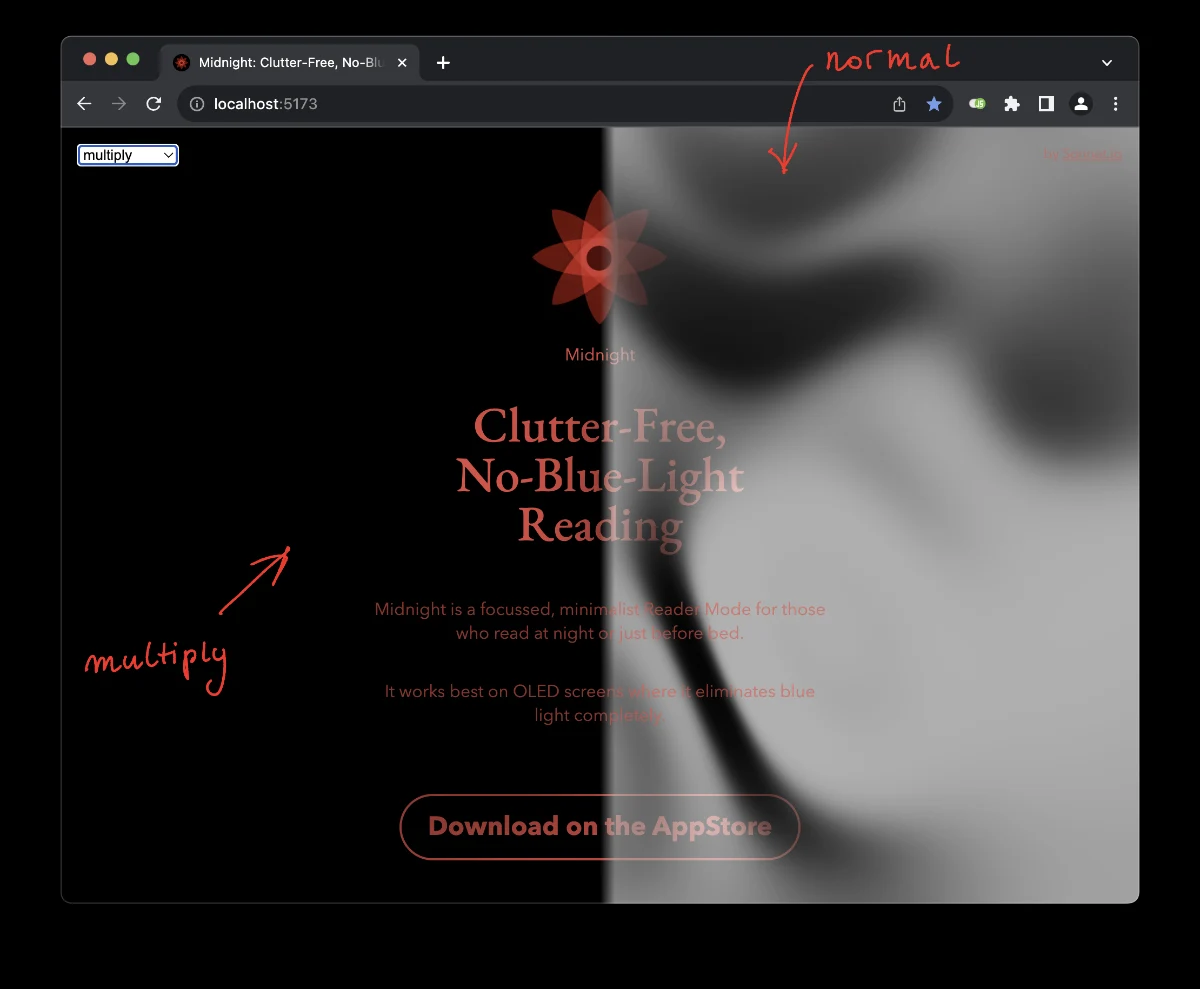 normal
Midnight: Clutter-Free, No-Bl
localhost:5173
multiply
Midnight
Clutter-Free,
No-Blue-Light
Reading
Midnight is a focussed, minimalist Reader Mode for those
who read at night or just before bed.
It works best on OLED screens where it eliminates blue
light completely.
multiply
Download on the AppStore